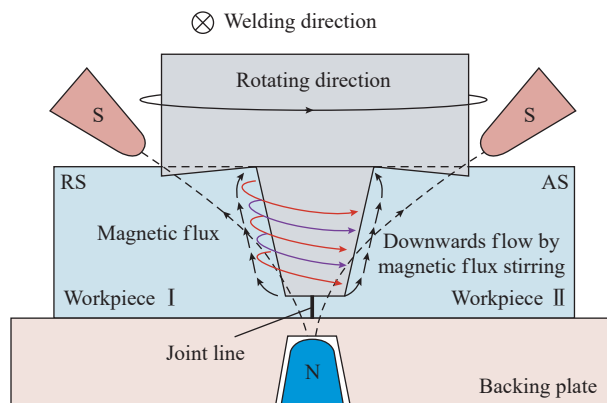 Welding direction
Rotating direction
S
S
RS
AS
Magnetic flux
Downwards flow by
magnetic flux stirring
Workpiece Ⅰ
Workpiece Ⅱ
Joint line
N
Backing plate